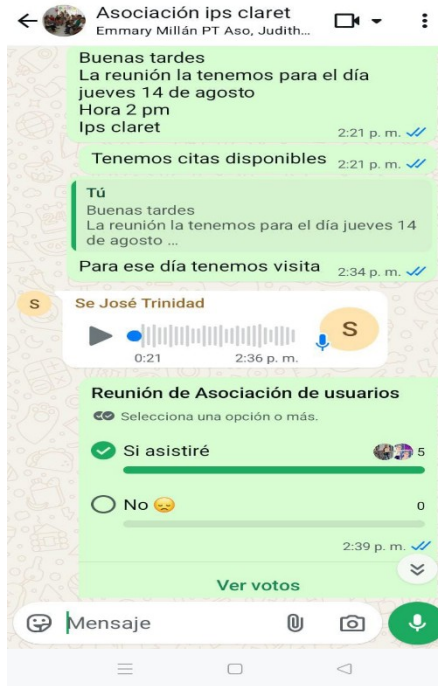 Asociación ips claret
Emmary Millán PT Aso, Judith...
Buenas tardes
La reunión la tenemos para el día
jueves 14 de agosto
Hora 2 pm
Ips claret
2:21 p. m.
Tenemos citas disponibles 2:21 p. m.
Tú
Buenas tardes
La reunión la tenemos para el día jueves 14
de agosto ...
Para ese día tenemos visita 2:34 p. m.
S
Se José Trinidad
S
0:21 2:36 p. m.
Reunión de Asociación de usuarios
Selecciona una opción o más.
Si asistiré 5
No 😞 0
2:39 p. m.
Ver votos
Mensaje